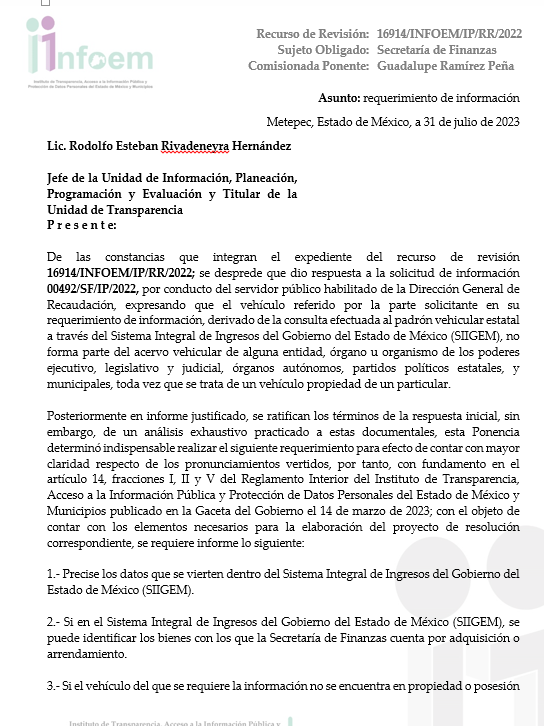 infoem
Instituto de Transparencia, Acceso a la Información Pública y
Protección de Datos Personales del Estado de México y Municipios
Recurso de Revisión: 16914/INFOEM/IP/RR/2022
Sujeto Obligado: Secretaría de Finanzas
Comisionada Ponente: Guadalupe Ramírez Peña
Asunto: requerimiento de información
Metepec, Estado de México, a 31 de julio de 2023
Lic. Rodolfo Esteban Rivadeneyra Hernández
Jefe de la Unidad de Información, Planeación,
Programación y Evaluación y Titular de la
Unidad de Transparencia
P r e s e n t e:
De las constancias que integran el expediente del recurso de revisión
16914/INFOEM/IP/RR/2022; se desprede que dio respuesta a la solicitud de información
00492/SF/IP/2022, por conducto del servidor público habilitado de la Dirección General de
Recaudación, expresando que el vehículo referido por la parte solicitante en su
requerimiento de información, derivado de la consulta efectuada al padrón vehicular estatal
a través del Sistema Integral de Ingresos del Gobierno del Estado de México (SIIGEM), no
forma parte del acervo vehicular de alguna entidad, órgano u organismo de los poderes
ejecutivo, legislativo y judicial, órganos autónomos, partidos políticos estatales, y
municipales, toda vez que se trata de un vehículo propiedad de un particular.
Posteriormente en informe justificado, se ratifican los términos de la respuesta inicial, sin
embargo, de un análisis exhaustivo practicado a estas documentales, esta Ponencia
determinó indispensable realizar el siguiente requerimiento para efecto de contar con mayor
claridad respecto de los pronunciamientos vertidos, por tanto, con fundamento en el
artículo 14, fracciones I, II y V del Reglamento Interior del Instituto de Transparencia,
Acceso a la Información Pública y Protección de Datos Personales del Estado de México y
Municipios publicado en la Gaceta del Gobierno el 14 de marzo de 2023; con el objeto de
contar con los elementos necesarios para la elaboración del proyecto de resolución
correspondiente, se requiere informe lo siguiente:
1.- Precise los datos que se vierten dentro del Sistema Integral de Ingresos del Gobierno del
Estado de México (SIIGEM).
2.- Si en el Sistema Integral de Ingresos del Gobierno del Estado de México (SIIGEM), se
puede identificar los bienes con los que la Secretaría de Finanzas cuenta por adquisición o
arrendamiento.
3.- Si el vehículo del que se requiere la información no se encuentra en propiedad o posesión
Instituto de Transparencia, Acceso a la Información Pública y